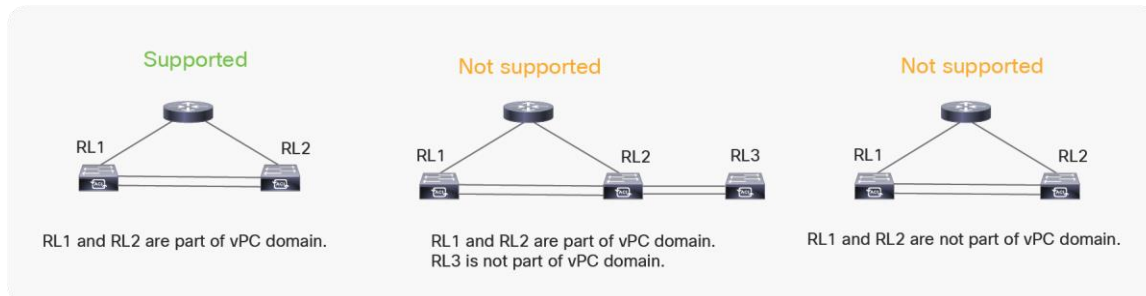 Supported
RL1
RL2
RL1 and RL2 are part of vPC domain.
Not supported
RL1
RL2
RL3
RL1 and RL2 are part of vPC domain.
RL3 is not part of vPC domain.
Not supported
RL1
RL2
RL1 and RL2 are not part of vPC domain.